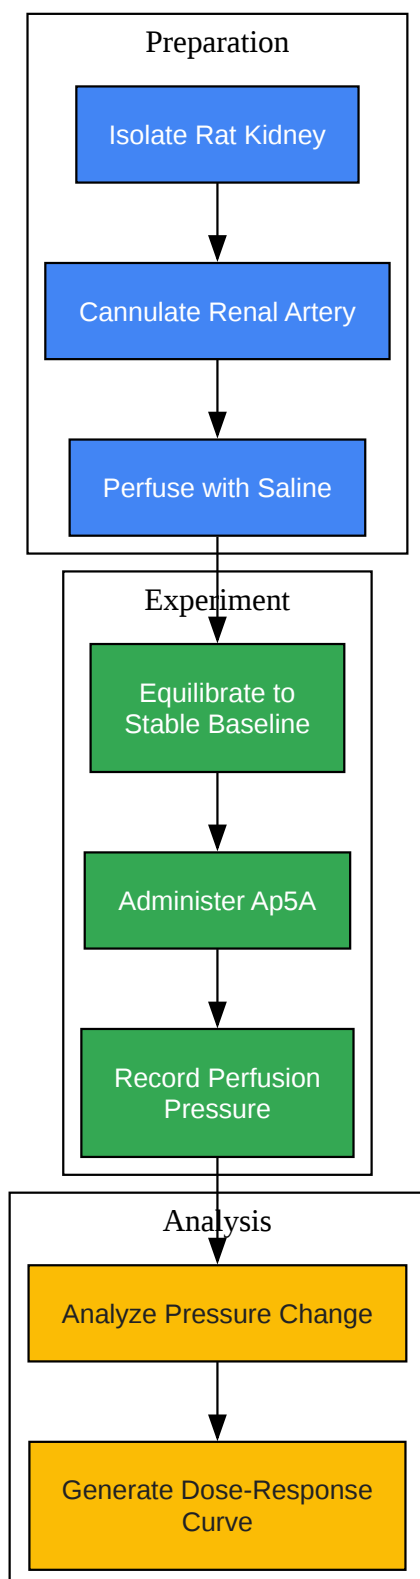 Preparation
Isolate Rat Kidney
Cannulate Renal Artery
Perfuse with Saline
Experiment
Equilibrate to
Stable Baseline
Administer Ap5A
Record Perfusion
Pressure
Analysis
Analyze Pressure Change
Generate Dose-Response
Curve